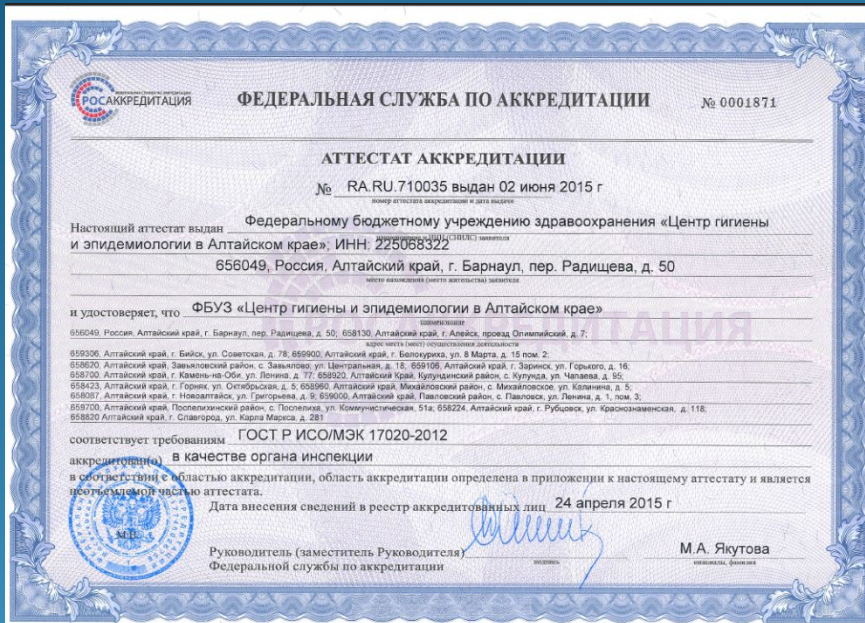 РОСАККРЕДИТАЦИЯ
ФЕДЕРАЛЬНАЯ СЛУЖБА ПО АККРЕДИТАЦИИ № 0001871
АТТЕСТАТ АККРЕДИТАЦИИ
№ RA.RU.710035 выдан 02 июня 2015 г
номер аттестата аккредитации и дата выдачи
Настоящий аттестат выдан Федеральному бюджетному учреждению здравоохранения «Центр гигиены
и эпидемиологии в Алтайском крае»; ИНН: 225068322
656049, Россия, Алтайский край, г. Барнаул, пер. Радищева, д. 50
место нахождения (место жительства) заявителя
и удостоверяет, что ФБУЗ «Центр гигиены и эпидемиологии в Алтайском крае»
наименование
656049. Россия, Алтайский край, г. Барнаул, пер. Радищева, д. 50; 658130, Алтайский край, г. Алейск, проезд Олимпийский, д. 7;
адрес места (мест) осуществления деятельности
659306, Алтайский край, г. Бийск, ул. Советская, д. 78; 659900, Алтайский край, г. Белокуриха, ул. 8 Марта, д. 15 пом. 2;
658620, Алтайский край, Завьяловский район, с. Завьялово, ул. Центральная, д. 18; 659106, Алтайский край, г. Заринск, ул. Горького, д. 16;
658700, Алтайский край, г. Камень-на-Оби, ул. Ленина, д. 77; 658920, Алтайский Край, Кулундинский район, с. Кулунда, ул. Чапаева, д. 95;
658423, Алтайский край, г. Горняк, ул. Октябрьская, д. 5; 658960, Алтайский край, Михайловский район, с. Михайловское, ул. Калинина, д. 5;
658087, Алтайский край, г. Новоалтайск, ул. Григорьева, д. 9; 659000, Алтайский край, Павловский район, с. Павловск, ул. Ленина, д. 1, пом. 3;
659700, Алтайский край, Поспелихинский район, с. Поспелиха, ул. Коммунистическая, 51а; 658224, Алтайский край, г. Рубцовск, ул. Краснознаменская, д. 118;
658820 Алтайский край, г. Славгород, ул. Карла Маркса, д. 281
соответствует требованиям ГОСТ Р ИСО/МЭК 17020-2012
аккредитован(о) в качестве органа инспекции
в соответствии с областью аккредитации, область аккредитации определена в приложении к настоящему аттестату и является
неотъемлемой частью аттестата.
Дата внесения сведений в реестр аккредитованных лиц 24 апреля 2015 г
М.П.
Руководитель (заместитель Руководителя)
Федеральной службы по аккредитации
М.А. Якутова
подпись
инициалы, фамилия